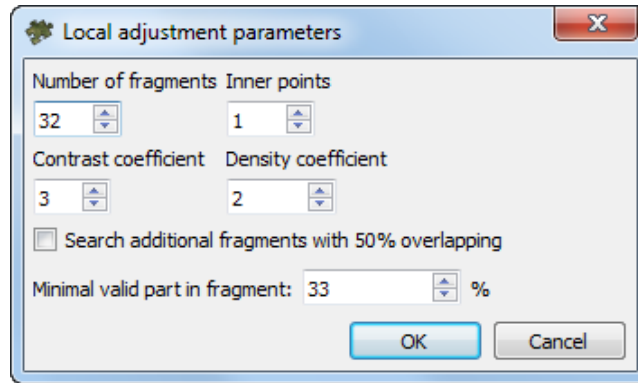 Local adjustment parameters
Number of fragments Inner points
32 1
Contrast coefficient Density coefficient
3 2
Search additional fragments with 50% overlapping
Minimal valid part in fragment: 33 %
OK Cancel